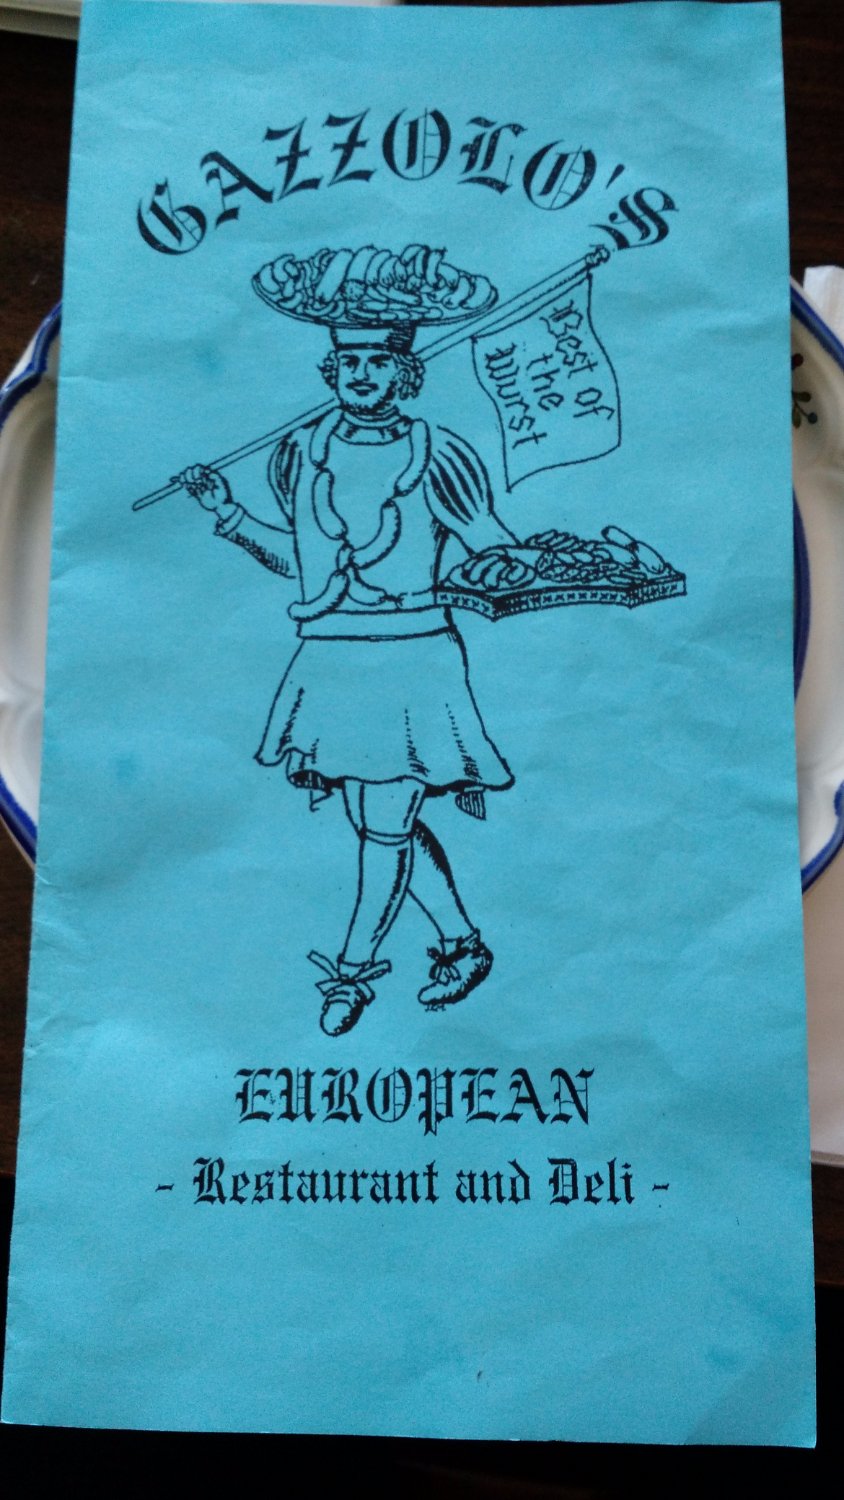 GAZZOLO'S
Best of
the
Wurst
EUROPEAN
- Restaurant and Deli -